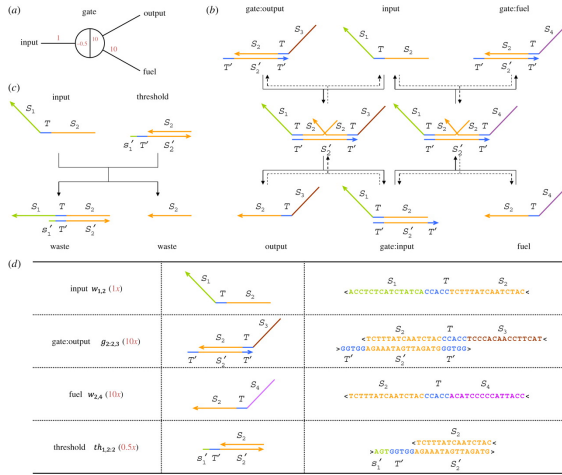 (a)
gate
output
input
1
-0.5
10
10
fuel
(b)
gate:output
input
gate:fuel
S3
S2
T
T'
S2'
T'
S1
T
S2
S4
S2
T
T'
S2'
T'
S1
S2
S2
S3
T
T
T'
S2'
T'
S1
S2
S2
S4
T
T
T'
S2'
T'
S3
S2
T
S1
T
S2
T'
S2'
T'
S4
S2
T
output
gate:input
fuel
(c)
input
threshold
S1
T
S2
S2
s1'
T'
S2'
S1
T
S2
s1'
T'
S2'
S2
waste
waste
(d)
input w1,2 (1x)
S1
T
S2
S1 T S2
<ACCTCTCATCTATCACCACCTCTTTATCAATCTAC<
gate:output g2:2,3 (10x)
S3
S2 T
T' S2' T'
S2 T S3
<TCTTTATCAATCTACCCACCTCCCACAACCTTCAT<
>GGTGGAGAAATAGTTAGATGGGTGG>
T' S2' T'
fuel w2,4 (10x)
S4
S2 T
S2 T S4
<TCTTTATCAATCTACCCACCACATCCCCCATTACC<
threshold th1,2:2 (0.5x)
S2
s1' T' S2'
S2
<TCTTTATCAATCTAC<
>AGTGGTGGAGAAATAGTTAGATG>
s1' T' S2'